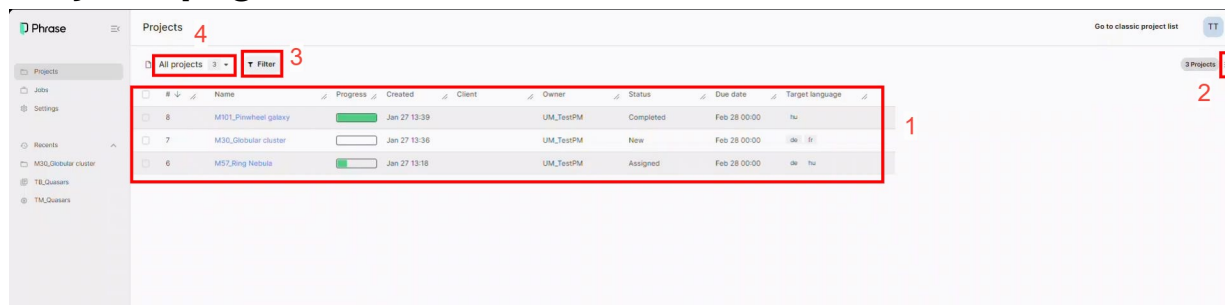 Phrase
Projects
Go to classic project list
TT
4
All projects 3
Filter
3
3 Projects
2
Projects
Jobs
Settings
Recents
M30_Globular cluster
TB_Quasars
TM_Quasars
# Name Progress Created Client Owner Status Due date Target language
8 M101_Pinwheel galaxy Jan 27 13:39 UM_TestPM Completed Feb 28 00:00 hu
7 M30_Globular cluster Jan 27 13:36 UM_TestPM New Feb 28 00:00 de fr
6 M57_Ring Nebula Jan 27 13:18 UM_TestPM Assigned Feb 28 00:00 de hu
1